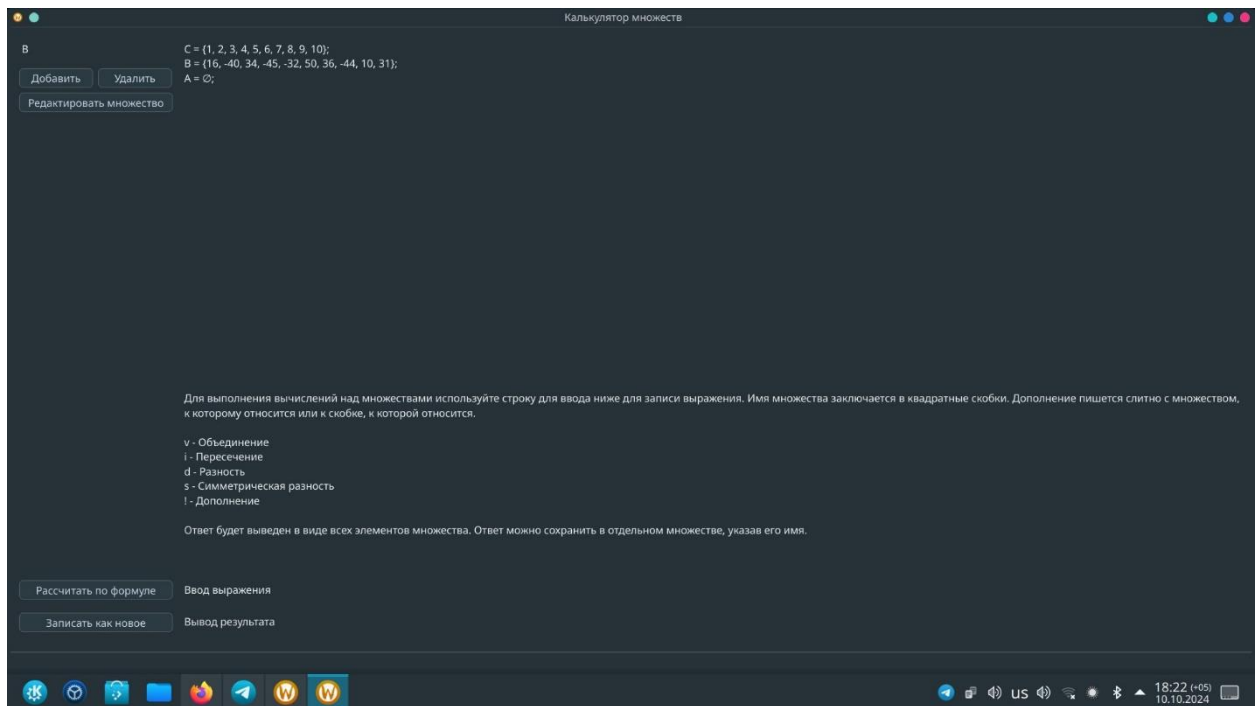 Калькулятор множеств
B
C = {1, 2, 3, 4, 5, 6, 7, 8, 9, 10};
B = {16, -40, 34, -45, -32, 50, 36, -44, 10, 31};
A = ∅;
Добавить
Удалить
Редактировать множество
Для выполнения вычислений над множествами используйте строку для ввода ниже для записи выражения. Имя множества заключается в квадратные скобки. Дополнение пишется слитно с множеством,
к которому относится или к скобке, к которой относится.
v - Объединение
i - Пересечение
d - Разность
s - Симметрическая разность
! - Дополнение
Ответ будет выведен в виде всех элементов множества. Ответ можно сохранить в отдельном множестве, указав его имя.
Рассчитать по формуле
Ввод выражения
Записать как новое
Вывод результата
US
18:22 (+05)
10.10.2024